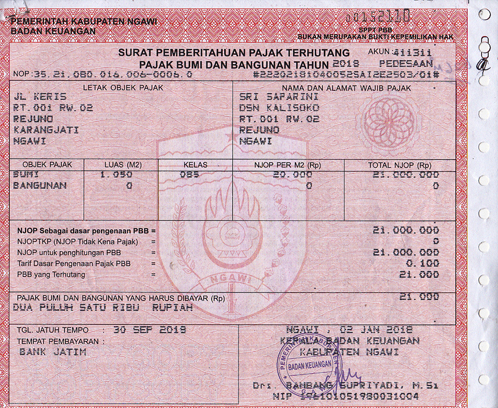 PEMERINTAH KABUPATEN NGAWI
BADAN KEUANGAN
SPPT PBB
BUKAN MERUPAKAN BUKTI KEPEMILIKAN HAK
SURAT PEMBERITAHUAN PAJAK TERHUTANG
PAJAK BUMI DAN BANGUNAN TAHUN 2018
AKUN 411311
PEDESAAN
NOP 35.21.080.016.006-0006.0
LETAK OBJEK PAJAK
NAMA DAN ALAMAT WAJIB PAJAK
JL KERIS
SRI SAPARINI
RT.001 RW.02
DSN KALISOKO
REJUNO
RT.001 RW.02
KARANGJATI
REJUNO
NGAWI
NGAWI
OBJEK PAJAK LUAS (M2) KELAS NJOP PER M2 (Rp) TOTAL NJOP (Rp)
BUMI 1.050 085 20.000 21.000.000
BANGUNAN 0 0 0
NJOP Sebagai dasar pengenaan PBB = 21.000.000
NJOPTKP (NJOP Tidak Kena Pajak) = 0
NJOP untuk penghitungan PBB = 21.000.000
Tarif Dasar Pengenaan Pajak PBB = 0.100
PBB yang Terhutang = 21.000
NGAWI
PAJAK BUMI DAN BANGUNAN YANG HARUS DIBAYAR (Rp) 21.000
DUA PULUH SATU RIBU RUPIAH
TGL. JATUH TEMPO : 30 SEP 2018
NGAWI , 02 JAN 2018
TEMPAT PEMBAYARAN :
KEPALA BADAN KEUANGAN
BANK JATIM
KABUPATEN NGAWI
BADAN KEUANGAN
Drs. BAMBANG SUPRIYADI, M.Si
NIP 196101051980031004